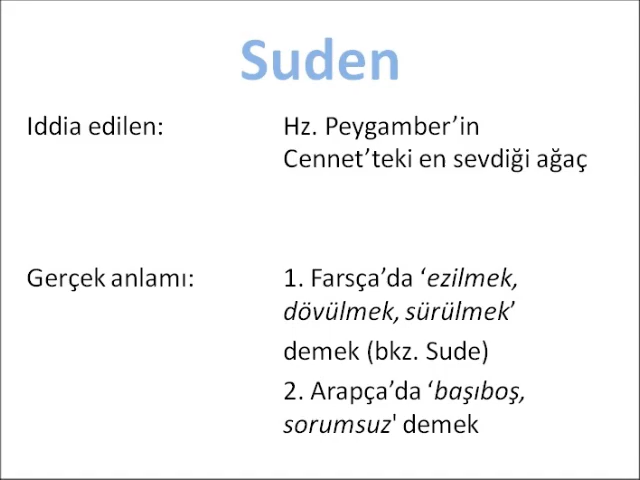 Suden
Iddia edilen:
Hz. Peygamber’in
Cennet’teki en sevdiği ağaç
Gerçek anlamı:
1. Farsça’da ‘ezilmek,
dövülmek, sürülmek’
demek (bkz. Sude)
2. Arapça’da ‘başıboş,
sorumsuz' demek